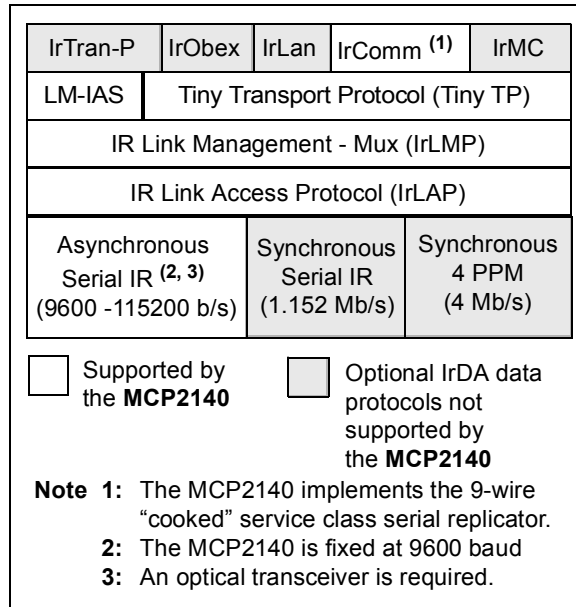 IrTran-P IrObex IrLan IrComm (1) IrMC
LM-IAS Tiny Transport Protocol (Tiny TP)
IR Link Management - Mux (IrLMP)
IR Link Access Protocol (IrLAP)
Asynchronous
Serial IR (2, 3)
(9600 -115200 b/s)
Synchronous
Serial IR
(1.152 Mb/s)
Synchronous
4 PPM
(4 Mb/s)
Supported by
the MCP2140
Optional IrDA data
protocols not
supported by
the MCP2140
Note 1: The MCP2140 implements the 9-wire
“cooked” service class serial replicator.
2: The MCP2140 is fixed at 9600 baud
3: An optical transceiver is required.